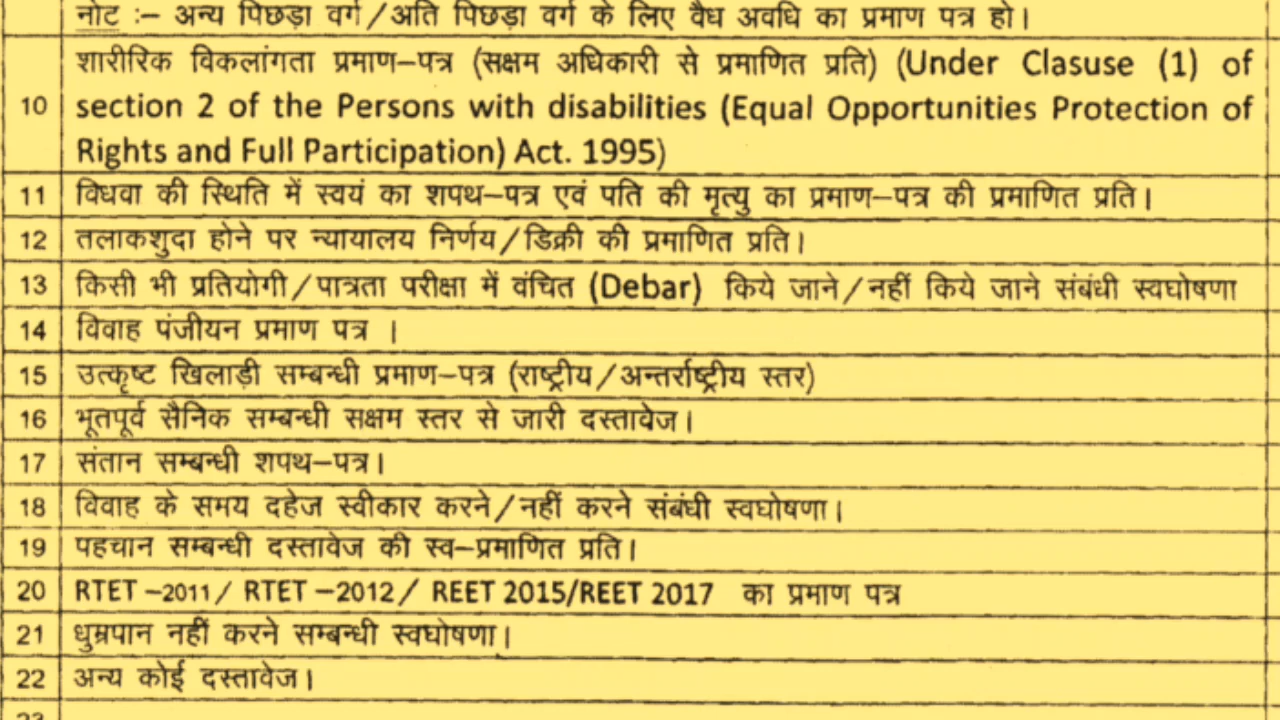 नोट :– अन्य पिछड़ा वर्ग/अति पिछड़ा वर्ग के लिए वैध अवधि का प्रमाण पत्र हो।
शारीरिक विकलांगता प्रमाण–पत्र (सक्षम अधिकारी से प्रमाणित प्रति) (Under Clasuse (1) of
10 section 2 of the Persons with disabilities (Equal Opportunities Protection of
Rights and Full Participation) Act. 1995)
11 विधवा की स्थिति में स्वयं का शपथ–पत्र एवं पति की मृत्यु का प्रमाण–पत्र की प्रमाणित प्रति।
12 तलाकशुदा होने पर न्यायालय निर्णय/डिक्री की प्रमाणित प्रति।
13 किसी भी प्रतियोगी/पात्रता परीक्षा में वंचित (Debar) किये जाने/नहीं किये जाने संबंधी स्वघोषणा
14 विवाह पंजीयन प्रमाण पत्र ।
15 उत्कृष्ट खिलाड़ी सम्बन्धी प्रमाण–पत्र (राष्ट्रीय/अन्तर्राष्ट्रीय स्तर)
16 भूतपूर्व सैनिक सम्बन्धी सक्षम स्तर से जारी दस्तावेज।
17 संतान सम्बन्धी शपथ–पत्र।
18 विवाह के समय दहेज स्वीकार करने/नहीं करने संबंधी स्वघोषणा।
19 पहचान सम्बन्धी दस्तावेज की स्व–प्रमाणित प्रति।
20 RTET –2011/ RTET –2012/ REET 2015/REET 2017 का प्रमाण पत्र
21 धुम्रपान नहीं करने सम्बन्धी स्वघोषणा।
22 अन्य कोई दस्तावेज।
23